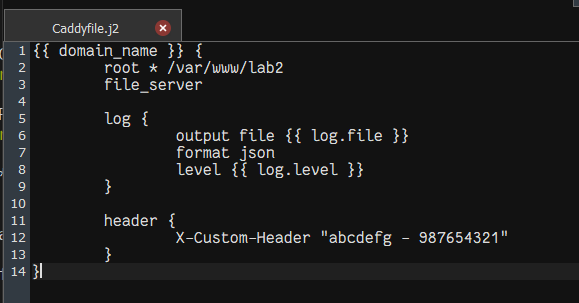 Caddyfile.j2
1 {{ domain_name }} {
2         root * /var/www/lab2
3         file_server
4
5         log {
6                 output file {{ log.file }}
7                 format json
8                 level {{ log.level }}
9         }
10
11         header {
12                 X-Custom-Header "abcdefg - 987654321"
13         }
14 }